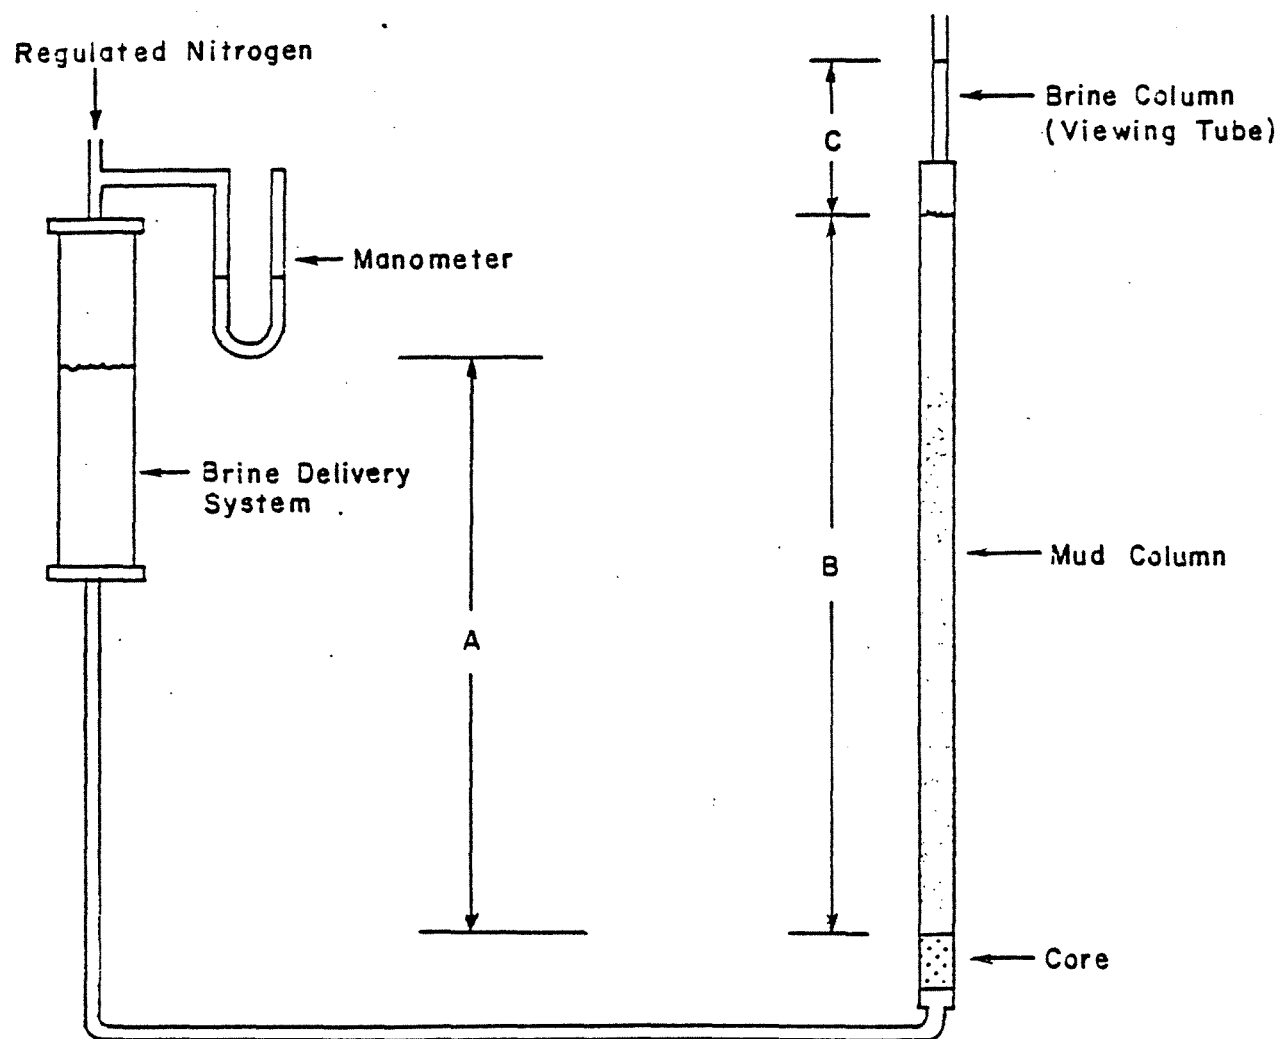 Regulated Nitrogen
Brine Column
(Viewing Tube)
C
Manometer
Brine Delivery
System
Mud Column
B
A
Core